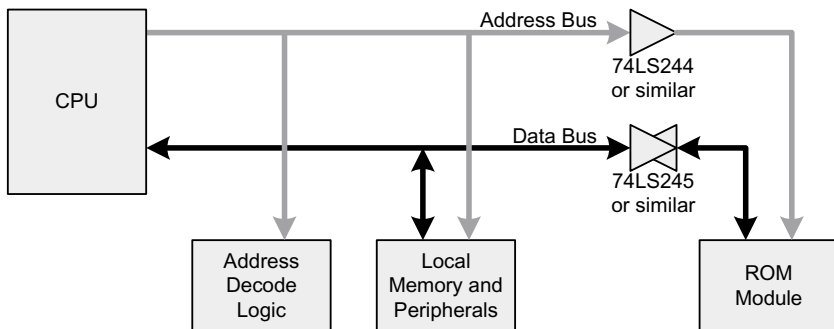 Address Bus
CPU
74LS244
or similar
Data Bus
74LS245
or similar
Address
Decode
Logic
Local
Memory and
Peripherals
ROM
Module